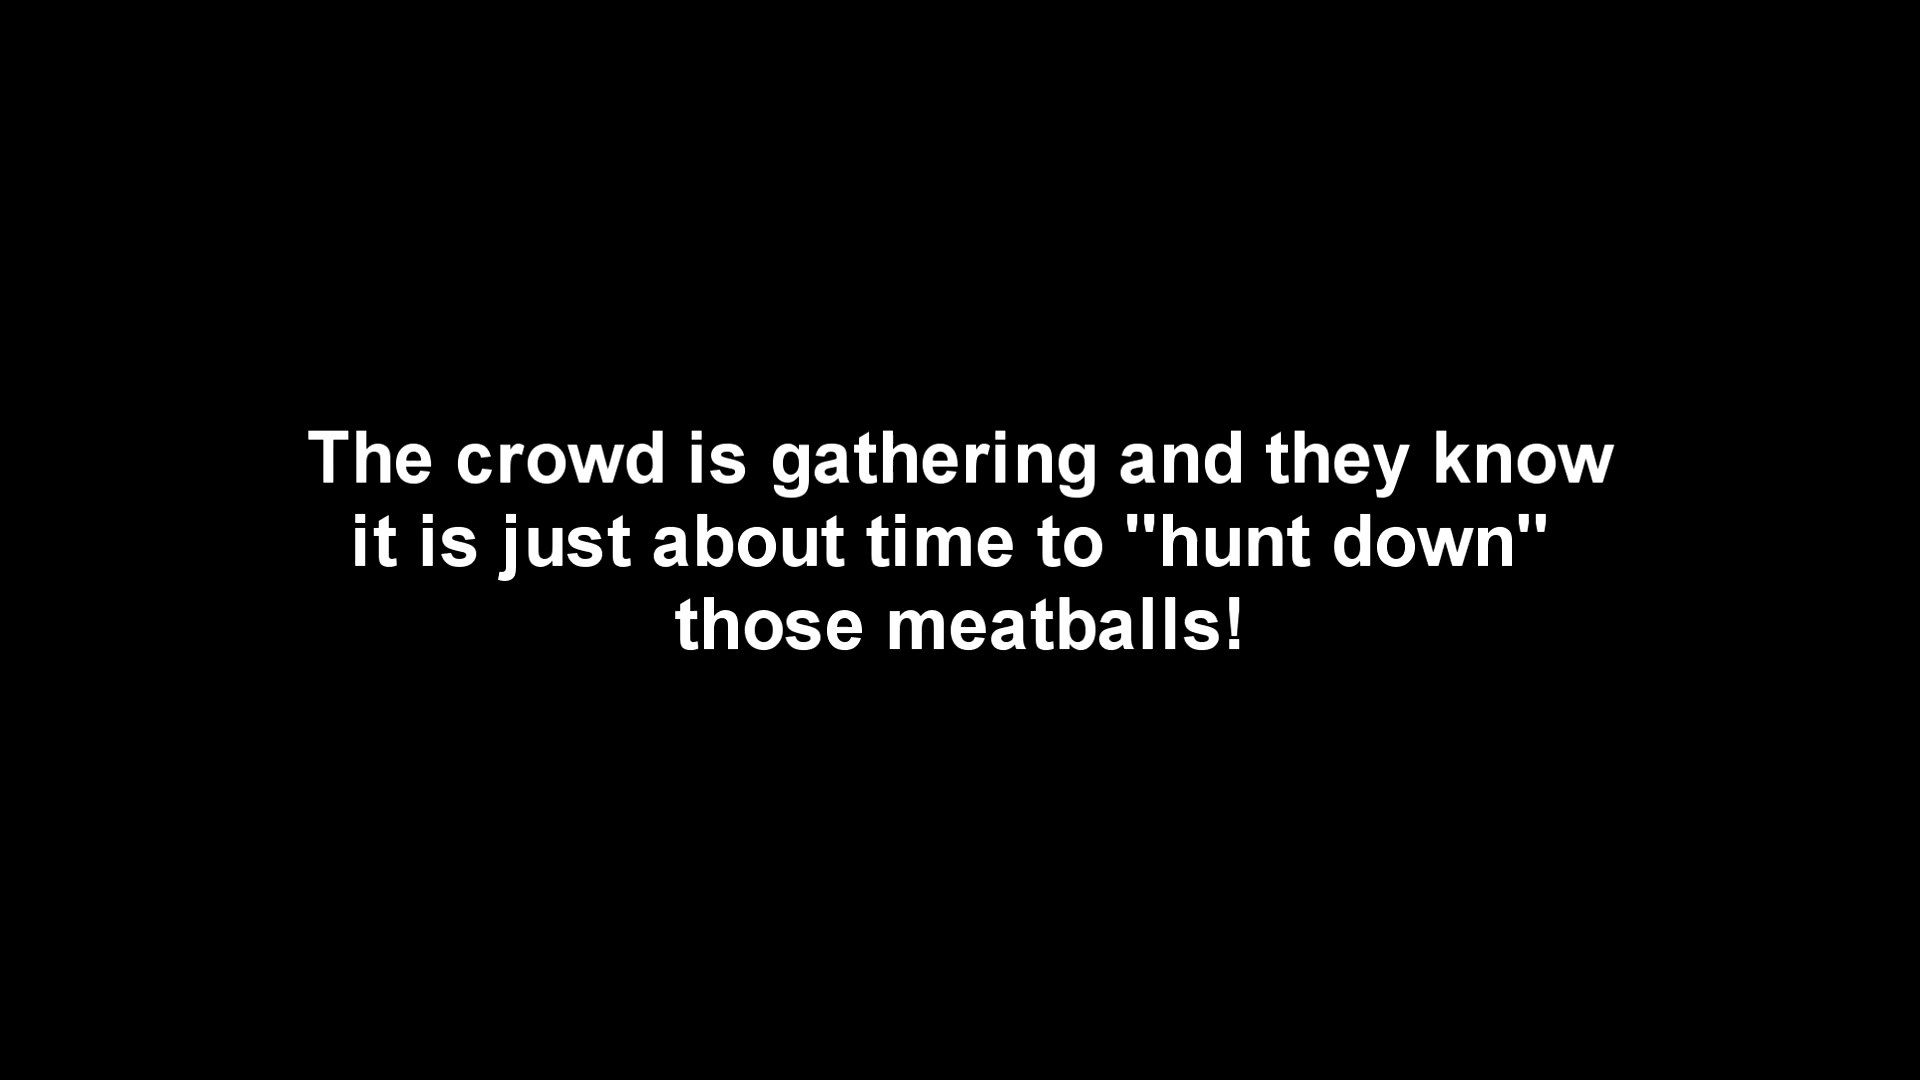 The crowd is gathering and they know
it is just about time to "hunt down"
those meatballs!